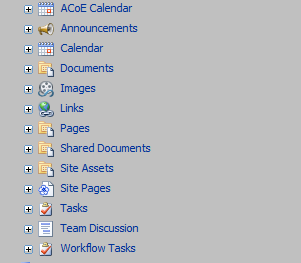 ACoE Calendar
Announcements
Calendar
Documents
Images
Links
Pages
Shared Documents
Site Assets
Site Pages
Tasks
Team Discussion
Workflow Tasks